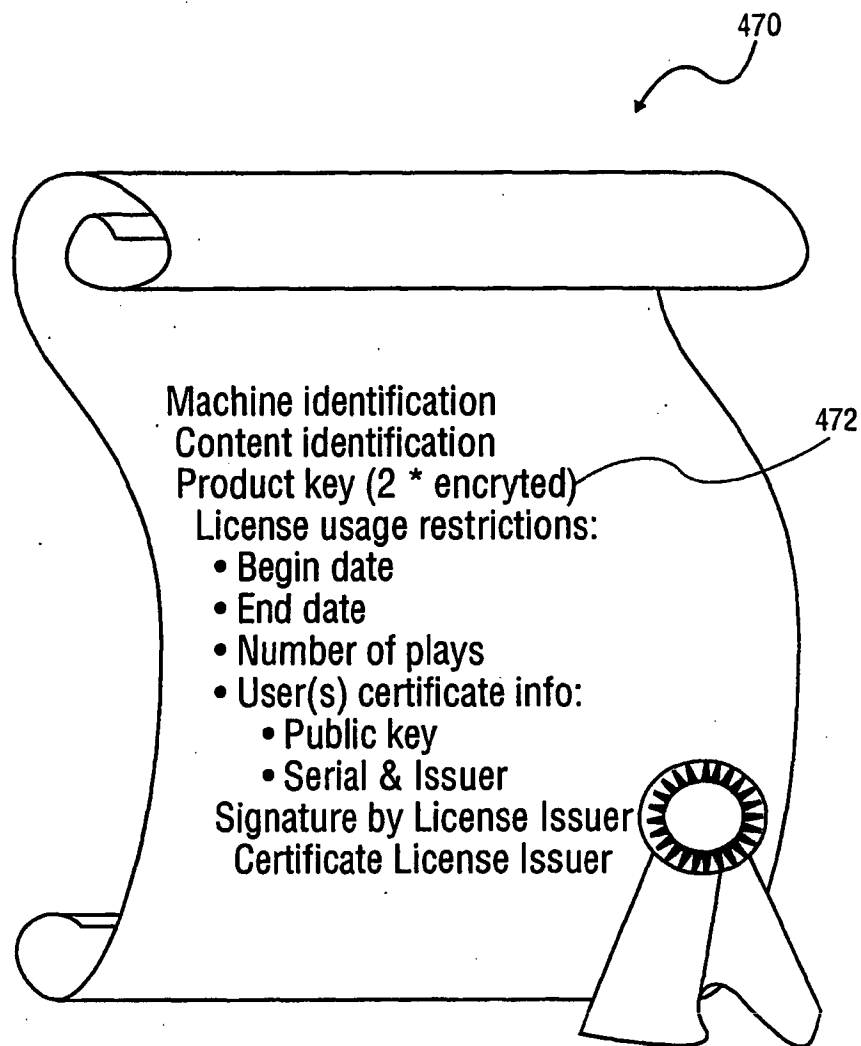 470
Machine identification
Content identification
472
Product key (2 * encryted)
License usage restrictions:
• Begin date
• End date
• Number of plays
• User(s) certificate info:
• Public key
• Serial & Issuer
Signature by License Issuer
Certificate License Issuer